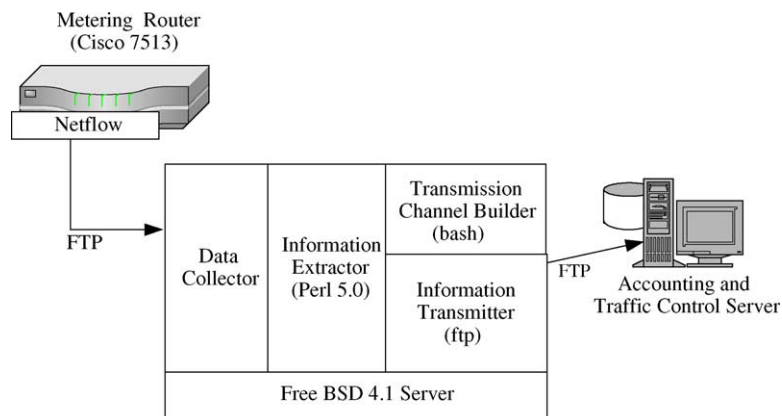 Metering Router
(Cisco 7513)
Netflow
FTP
Data
Collector
Information
Extractor
(Perl 5.0)
Transmission
Channel Builder
(bash)
Information
Transmitter
(ftp)
Free BSD 4.1 Server
FTP
Accounting and
Traffic Control Server